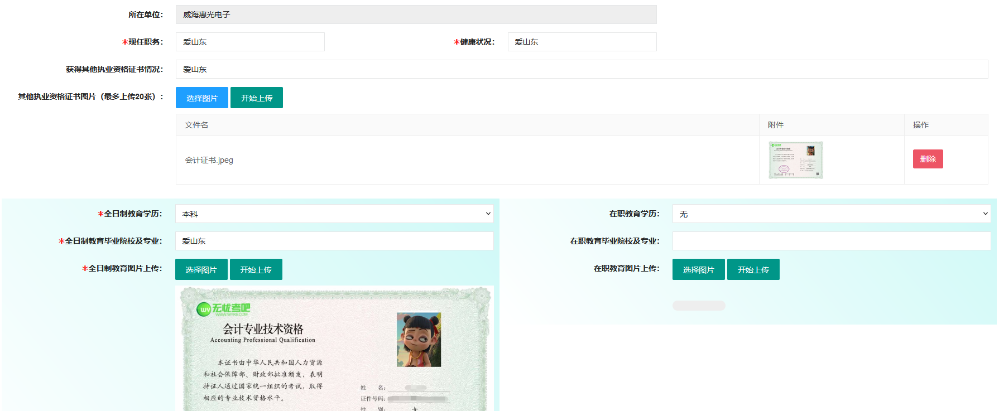 所在单位： 威海惠光电子
*现任职务： 爱山东 *健康状况： 爱山东
获得其他执业资格证书情况： 爱山东
其他执业资格证书图片（最多上传20张）： 选择图片 开始上传
文件名 附件 操作
会计证书.jpeg 删除
*全日制教育学历： 本科 在职教育学历： 无
*全日制教育毕业院校及专业： 爱山东 在职教育毕业院校及专业：
*全日制教育图片上传： 选择图片 开始上传 在职教育图片上传： 选择图片 开始上传
WY 无忧考吧
WWW.WYK8.COM
会计专业技术资格
Accounting Professional Qualification
本证书由中华人民共和国人力资源
和社会保障部、财政部批准颁发，表明
持证人通过国家统一组织的考试，取得
相应的专业技术资格水平。
姓 名：
证件号码：
性 别： 女